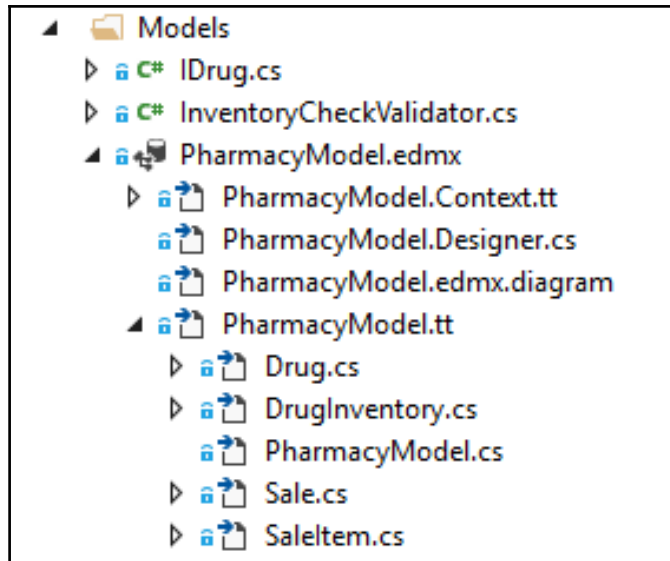 Models
C# IDrug.cs
C# InventoryCheckValidator.cs
PharmacyModel.edmx
PharmacyModel.Context.tt
PharmacyModel.Designer.cs
PharmacyModel.edmx.diagram
PharmacyModel.tt
Drug.cs
DrugInventory.cs
PharmacyModel.cs
Sale.cs
SaleItem.cs